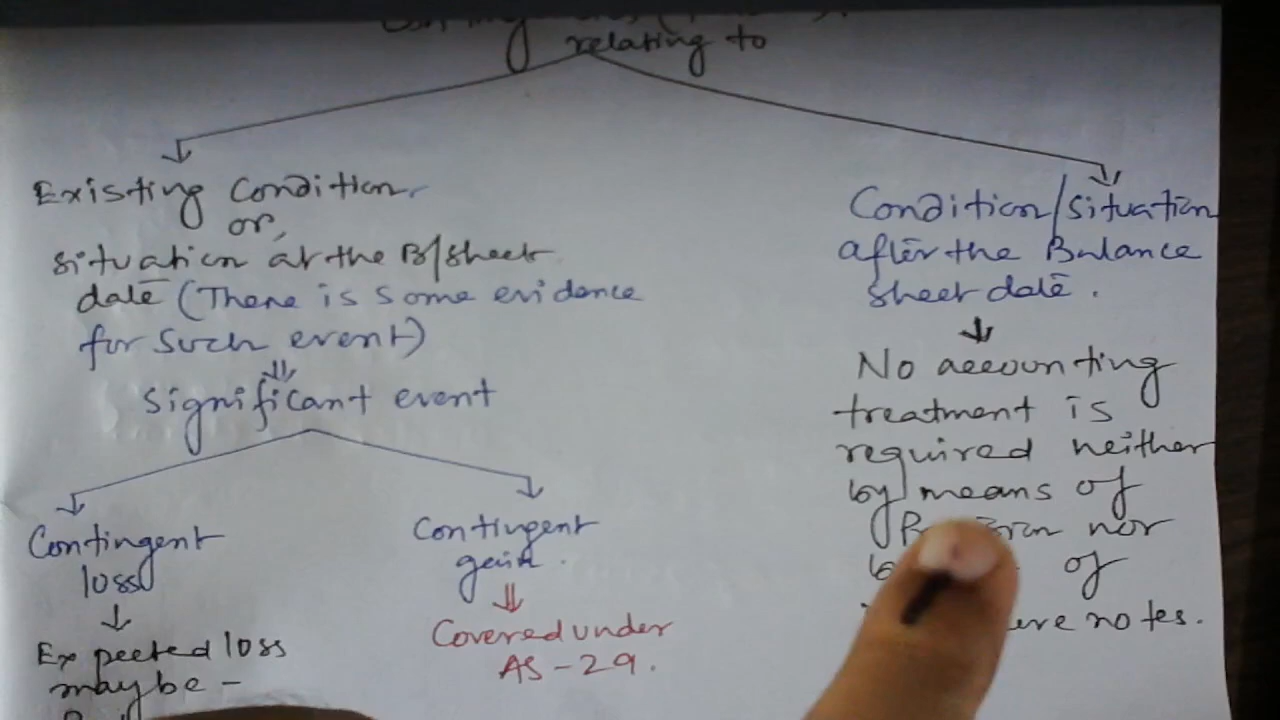 relating to
Existing Condition
or,
situation at the B/sheet
date (There is some evidence
for such event)
Significant event
Contingent
loss
Expected loss
may be -
Contingent
gain.
Covered under
AS-29.
Condition/situation
after the Balance
sheet date.
No accounting
treatment is
required neither
by means of
nor
of
notes.